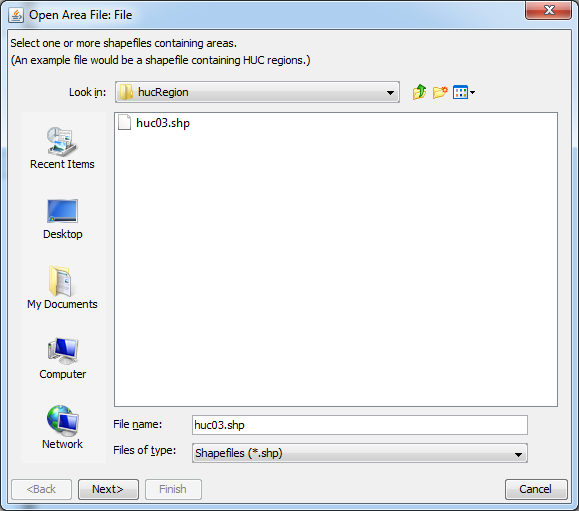 Open Area File: File
Select one or more shapefiles containing areas.
(An example file would be a shapefile containing HUC regions.)
Look in:
hucRegion
huc03.shp
Recent Items
Desktop
My Documents
Computer
Network
File name:
huc03.shp
Files of type:
Shapefiles (*.shp)
<Back
Next>
Finish
Cancel